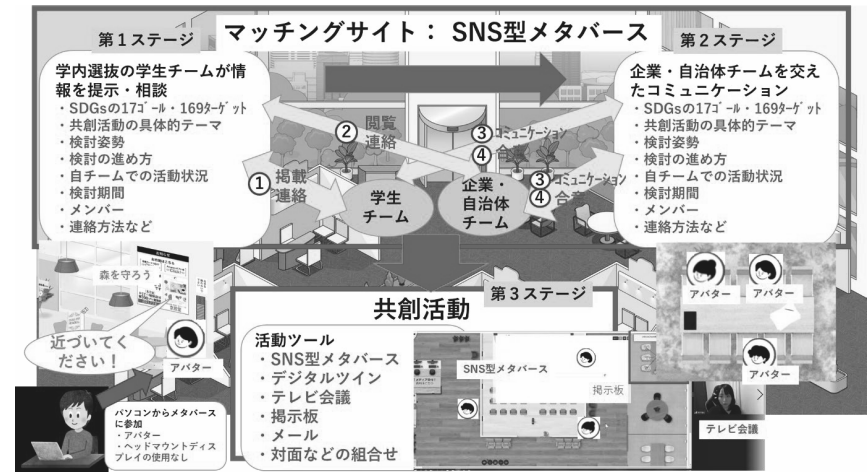 マッチングサイト： SNS型メタバース
第１ステージ
学内選抜の学生チームが情
報を提示・相談
・SDGsの17ｺﾞｰﾙ・169ﾀｰｹﾞｯﾄ
・共創活動の具体的テーマ
・検討姿勢
・検討の進め方
・自チームでの活動状況
・検討期間
・メンバー
・連絡方法など
② 閲覧
連絡
① 掲載
連絡
③ ｺﾐｭﾆｹｰｼｮﾝ
④ 合意
学生
チーム
企業・
自治体
チーム
③ ｺﾐｭﾆｹｰｼｮﾝ
④ 合意
第２ステージ
企業・自治体チームを交え
たコミュニケーション
・SDGsの17ｺﾞｰﾙ・169ﾀｰｹﾞｯﾄ
・共創活動の具体的テーマ
・検討姿勢
・検討の進め方
・自チームでの活動状況
・検討期間
・メンバー
・連絡方法など
森を守ろう
近づいてく
ださい！
アバター
パソコンからメタバース
に参加
・アバター
・ヘッドマウントディス
プレイの使用なし
第３ステージ
共創活動
活動ツール
・SNS型メタバース
・デジタルツイン
・テレビ会議
・掲示板
・メール
・対面などの組合せ
SNS型メタバース
掲示板
アバター
アバター
アバター
テレビ会議